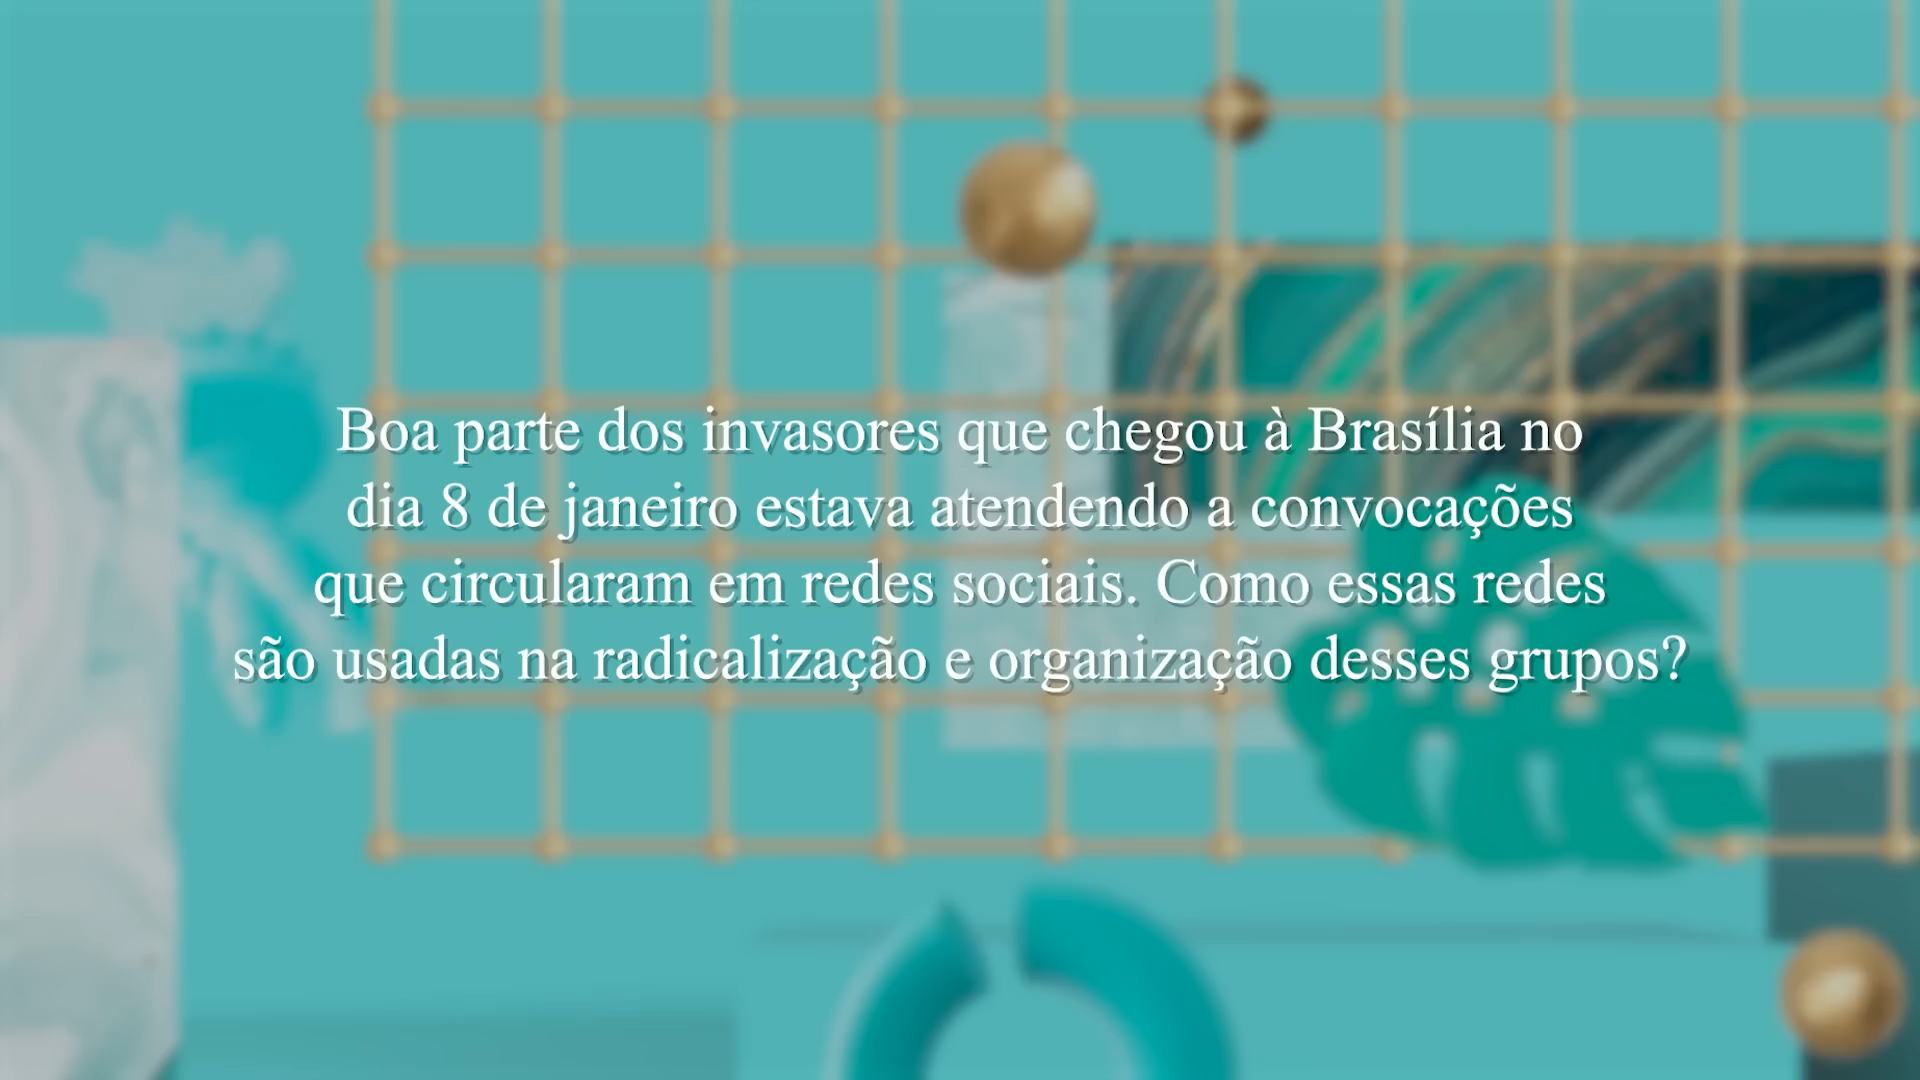 Boa parte dos invasores que chegou à Brasília no
dia 8 de janeiro estava atendendo a convocações
que circularam em redes sociais. Como essas redes
são usadas na radicalização e organização desses grupos?